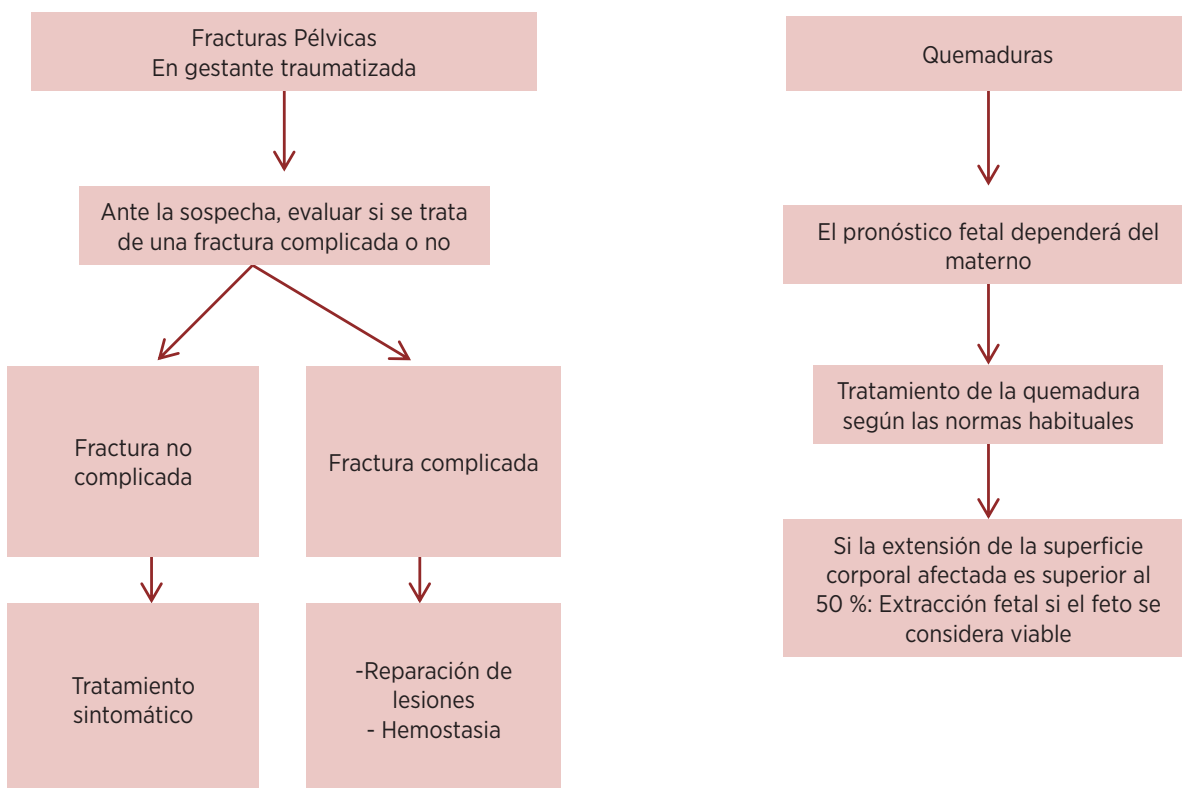 Fracturas Pélvicas
En gestante traumatizada
Ante la sospecha, evaluar si se trata
de una fractura complicada o no
Fractura no
complicada
Fractura complicada
Tratamiento
sintomático
-Reparación de
lesiones
- Hemostasia
Quemaduras
El pronóstico fetal dependerá del
materno
Tratamiento de la quemadura
según las normas habituales
Si la extensión de la superficie
corporal afectada es superior al
50 %: Extracción fetal si el feto se
considera viable